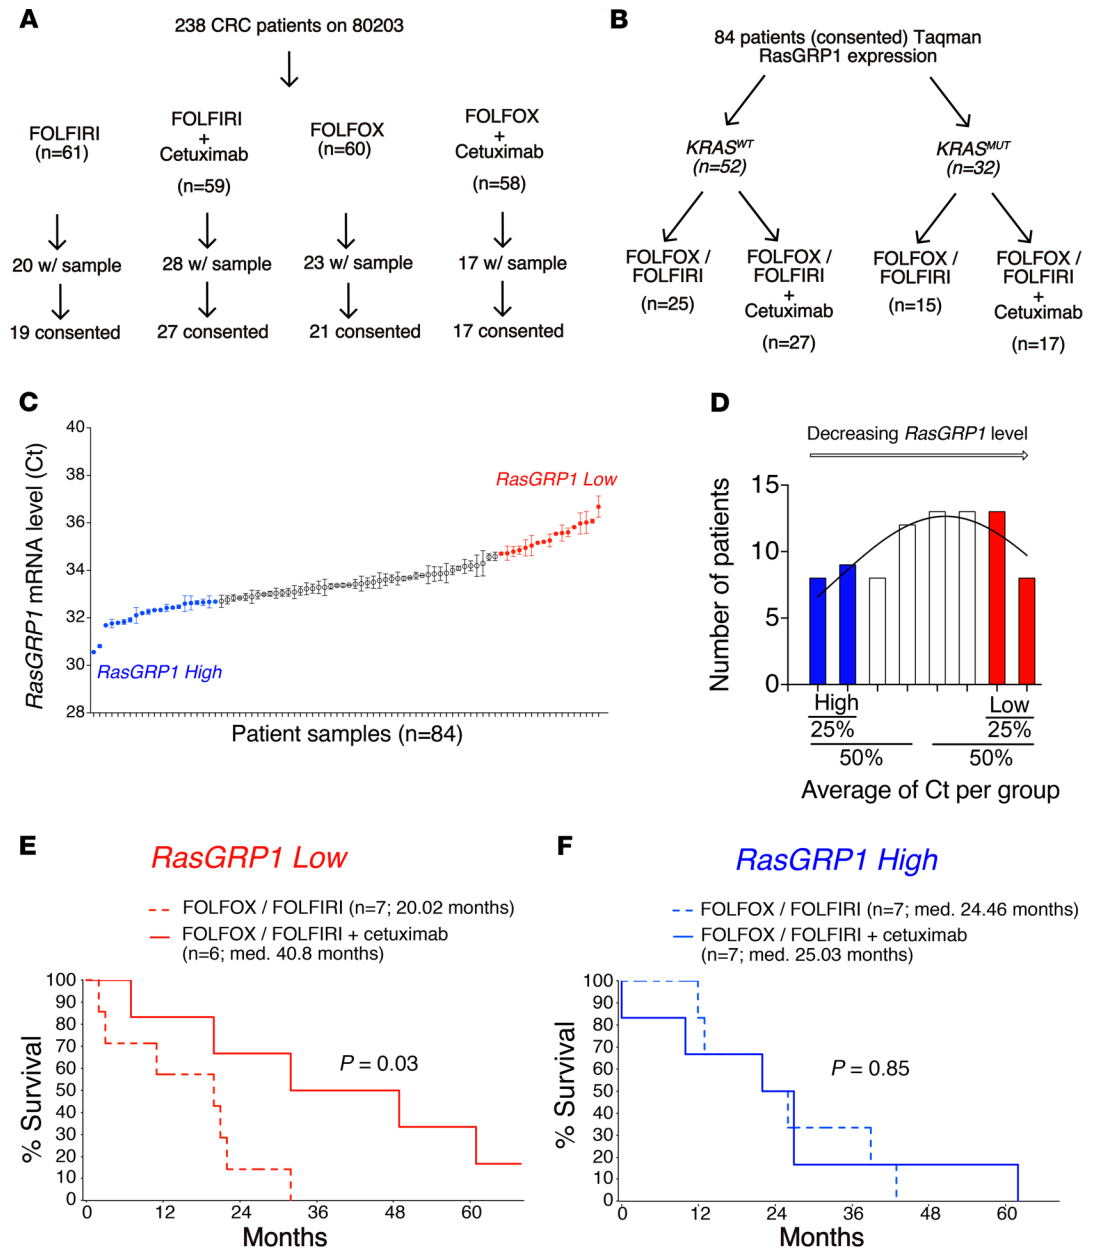 A
238 CRC patients on 80203
FOLFIRI
(n=61)
FOLFIRI
+
Cetuximab
(n=59)
FOLFOX
(n=60)
FOLFOX
+
Cetuximab
(n=58)
20 w/ sample
28 w/ sample
23 w/ sample
17 w/ sample
19 consented
27 consented
21 consented
17 consented
B
84 patients (consented) Taqman
RasGRP1 expression
KRAS^WT
(n=52)
KRAS^MUT
(n=32)
FOLFOX /
FOLFIRI
(n=25)
FOLFOX /
FOLFIRI
+
Cetuximab
(n=27)
FOLFOX /
FOLFIRI
(n=15)
FOLFOX /
FOLFIRI
+
Cetuximab
(n=17)
C
RasGRP1 mRNA level (Ct)
40
38
36
34
32
30
28
RasGRP1 Low
RasGRP1 High
Patient samples (n=84)
D
Decreasing RasGRP1 level
Number of patients
15
10
5
0
High
25%
50%
Low
25%
50%
Average of Ct per group
E
RasGRP1 Low
FOLFOX / FOLFIRI (n=7; 20.02 months)
FOLFOX / FOLFIRI + cetuximab
(n=6; med. 40.8 months)
% Survival
100
90
80
70
60
50
40
30
20
10
0
P = 0.03
0 12 24 36 48 60
Months
F
RasGRP1 High
FOLFOX / FOLFIRI (n=7; med. 24.46 months)
FOLFOX / FOLFIRI + cetuximab
(n=7; med. 25.03 months)
% Survival
100
90
80
70
60
50
40
30
20
10
0
P = 0.85
0 12 24 36 48 60
Months